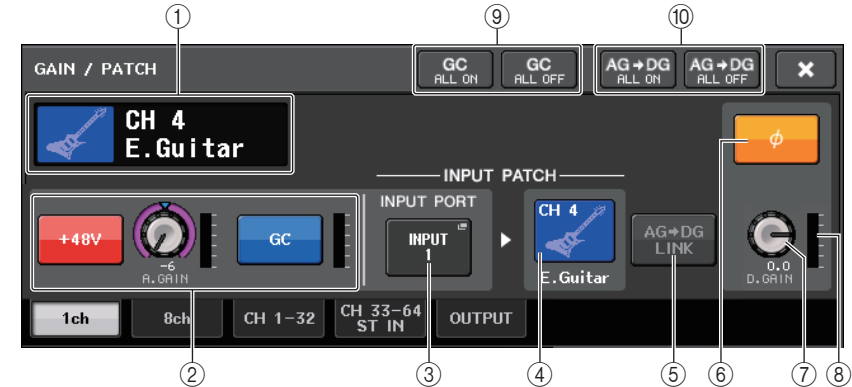 ① ⑨ ⑩
GAIN / PATCH
GC ALL ON
GC ALL OFF
AG→DG ALL ON
AG→DG ALL OFF
×
CH 4
E.Guitar
φ
INPUT PATCH
INPUT PORT
+48V
-6
A.GAIN
GC
INPUT
1
CH 4
E.Guitar
AG→DG
LINK
0.0
D.GAIN
1ch
8ch
CH 1-32
CH 33-64
ST IN
OUTPUT
② ③ ④ ⑤ ⑥ ⑦ ⑧